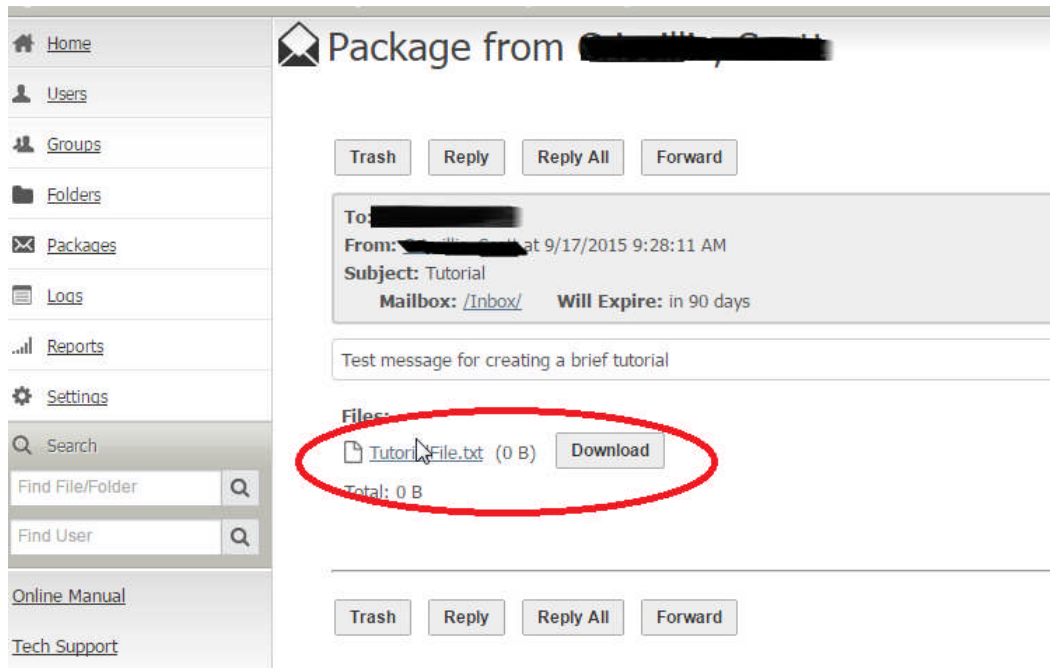 Home
Users
Groups
Folders
Packages
Logs
Reports
Settings
Search
Find File/Folder
Find User
Online Manual
Tech Support
Package from
Trash Reply Reply All Forward
To:
From: at 9/17/2015 9:28:11 AM
Subject: Tutorial
Mailbox: /Inbox/ Will Expire: in 90 days
Test message for creating a brief tutorial
Files:
TutorialFile.txt (0 B) Download
Total: 0 B
Trash Reply Reply All Forward